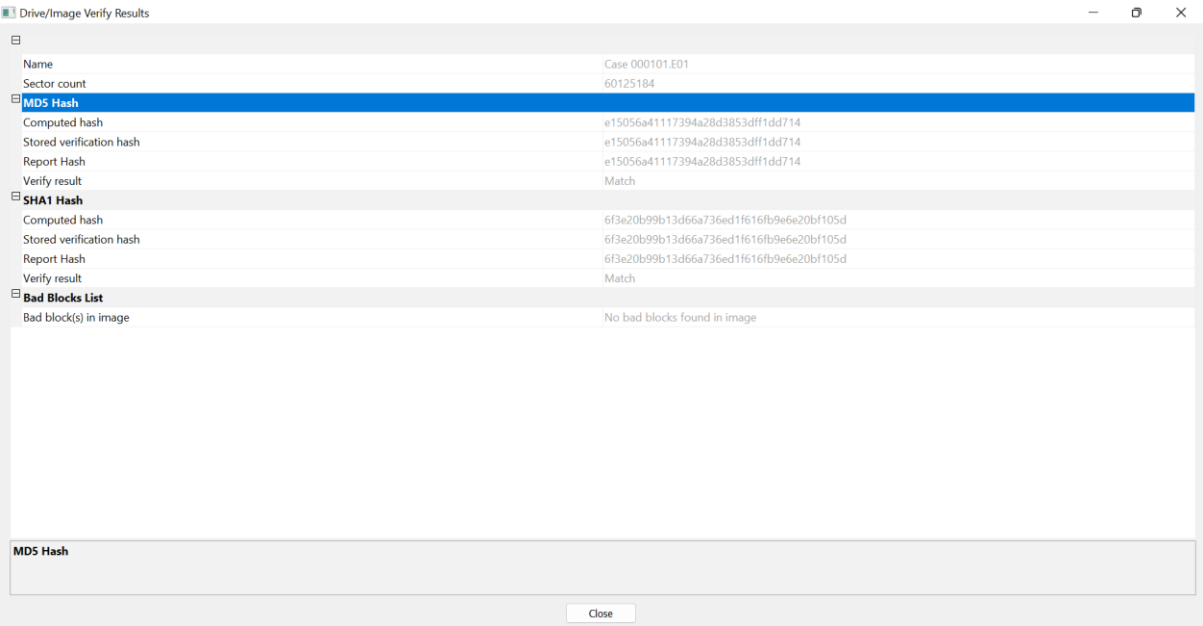 Drive/Image Verify Results
Name Case 000101.E01
Sector count 60125184
MD5 Hash
Computed hash e15056a41117394a28d3853dff1dd714
Stored verification hash e15056a41117394a28d3853dff1dd714
Report Hash e15056a41117394a28d3853dff1dd714
Verify result Match
SHA1 Hash
Computed hash 6f3e20b99b13d66a736ed1f616fb9e6e20bf105d
Stored verification hash 6f3e20b99b13d66a736ed1f616fb9e6e20bf105d
Report Hash 6f3e20b99b13d66a736ed1f616fb9e6e20bf105d
Verify result Match
Bad Blocks List
Bad block(s) in image No bad blocks found in image
MD5 Hash
Close